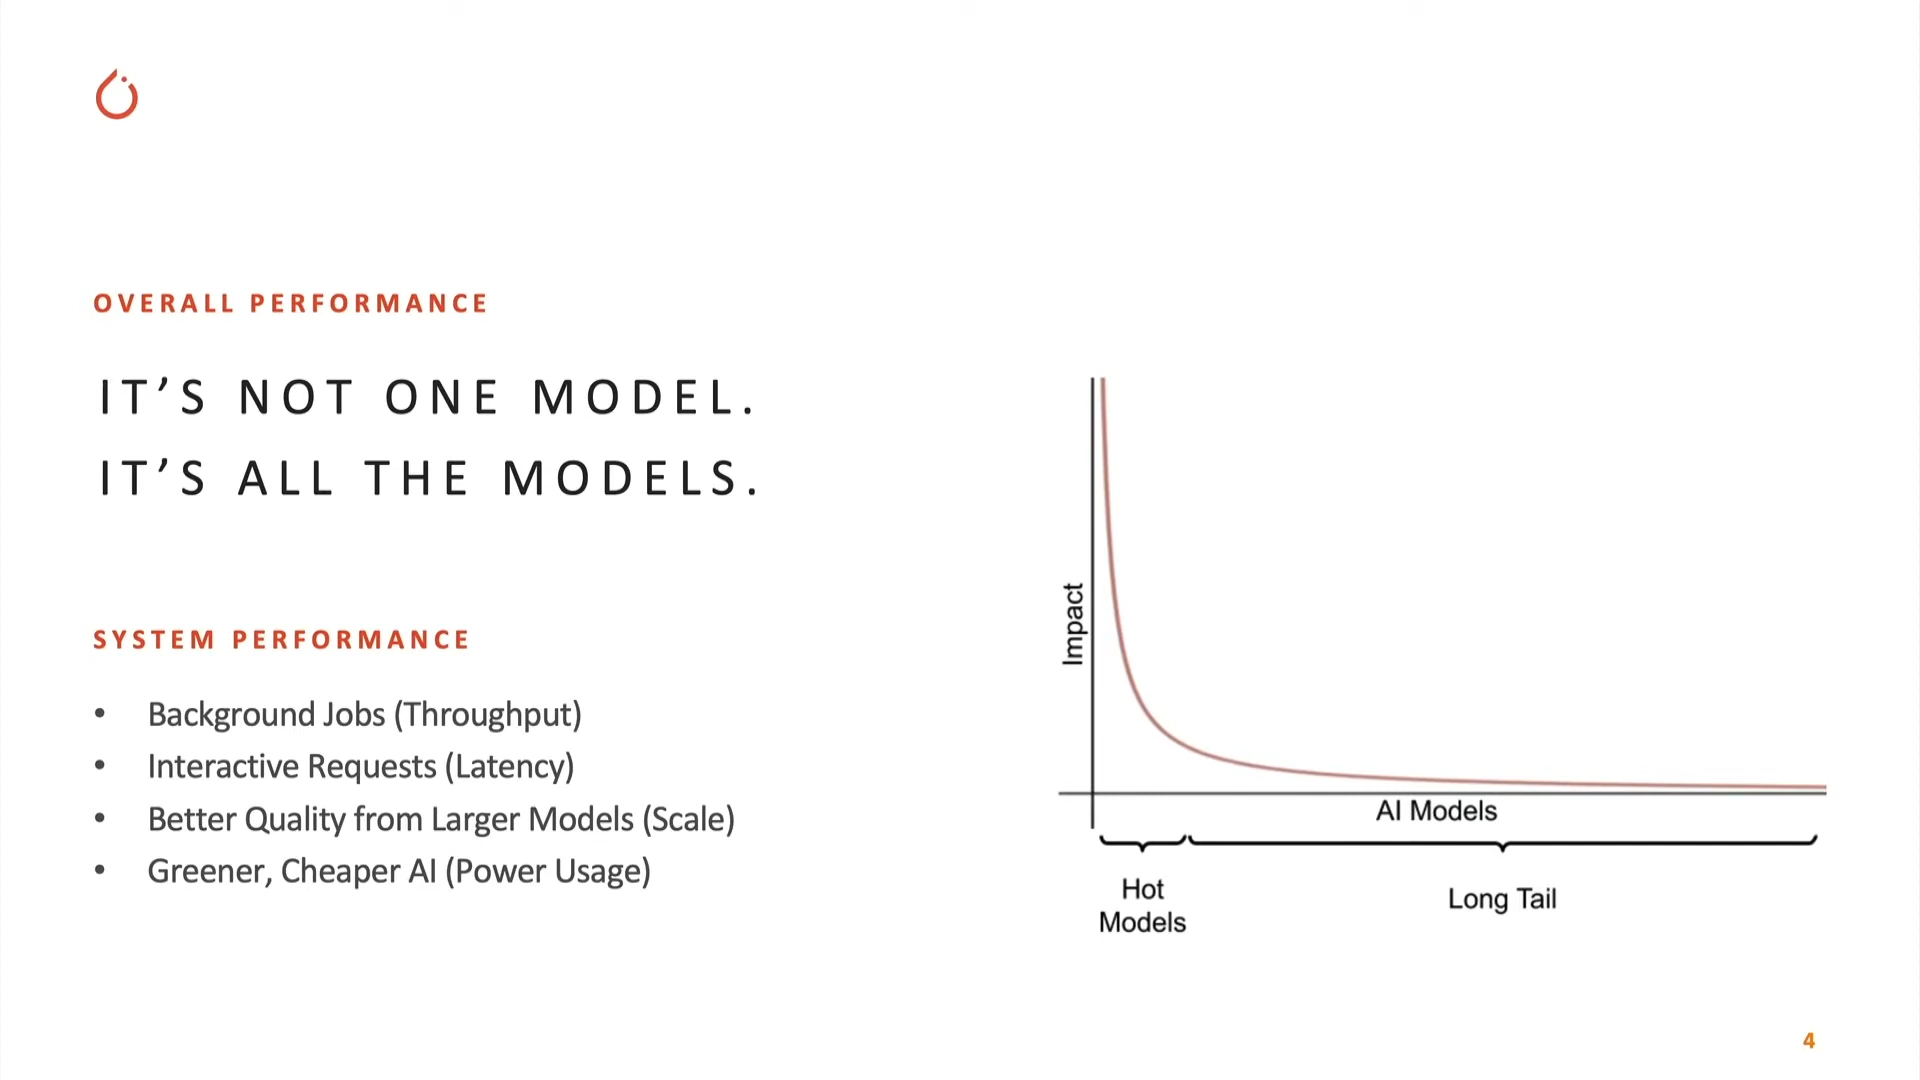 OVERALL PERFORMANCE
IT’S NOT ONE MODEL.
IT’S ALL THE MODELS.
SYSTEM PERFORMANCE
• Background Jobs (Throughput)
• Interactive Requests (Latency)
• Better Quality from Larger Models (Scale)
• Greener, Cheaper AI (Power Usage)
Impact
AI Models
Hot
Models
Long Tail
4